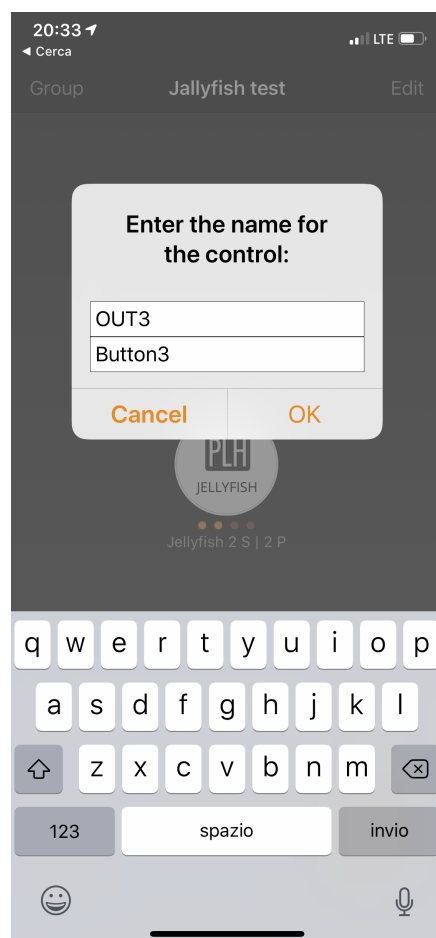 20:33
LTE
◀ Cerca
Group
Jallyfish test
Edit
Enter the name for
the control:
OUT3
Button3
Cancel
OK
PLH
JELLYFISH
Jellyfish 2 S | 2 P
q w e r t y u i o p
a s d f g h j k l
z x c v b n m
123
spazio
invio